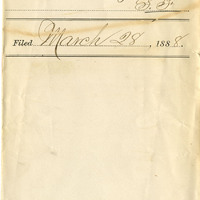 S. F.
Filed March 28, 1888.